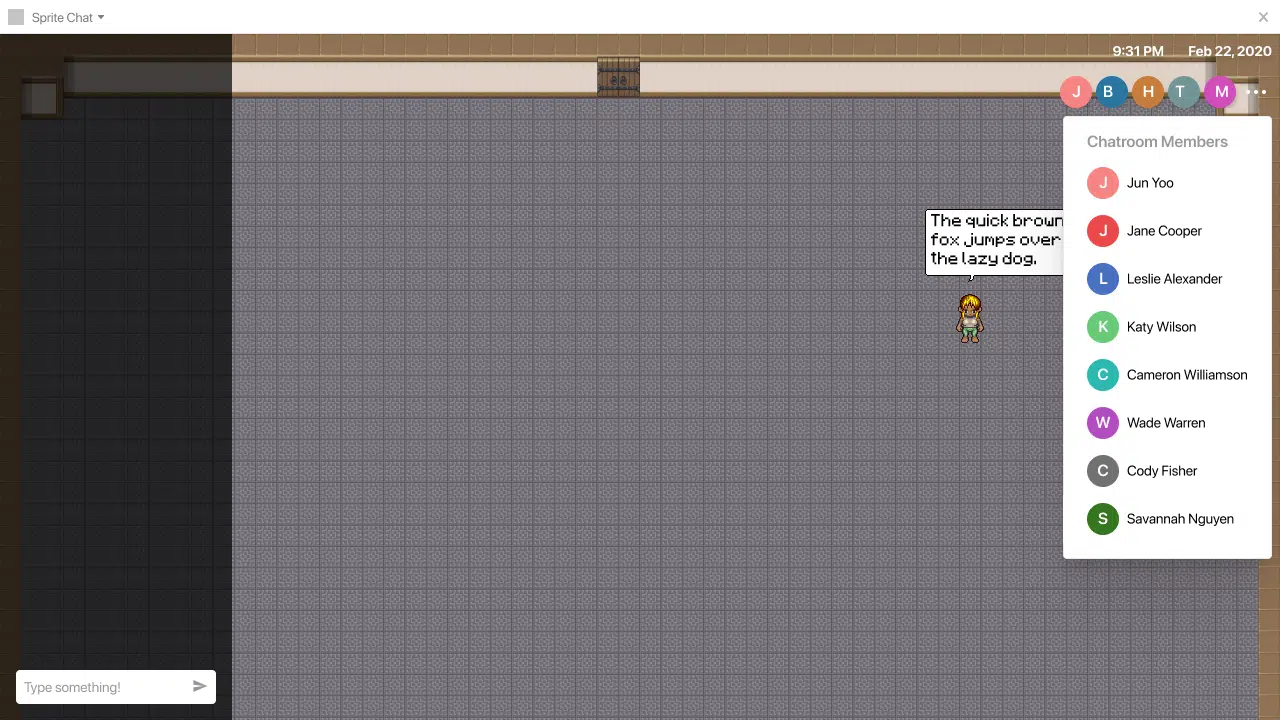 Sprite Chat
9:31 PM Feb 22, 2020
J B H T M
Chatroom Members
J Jun Yoo
J Jane Cooper
L Leslie Alexander
K Katy Wilson
C Cameron Williamson
W Wade Warren
C Cody Fisher
S Savannah Nguyen
The quick brown
fox jumps over
the lazy dog.
Type something!